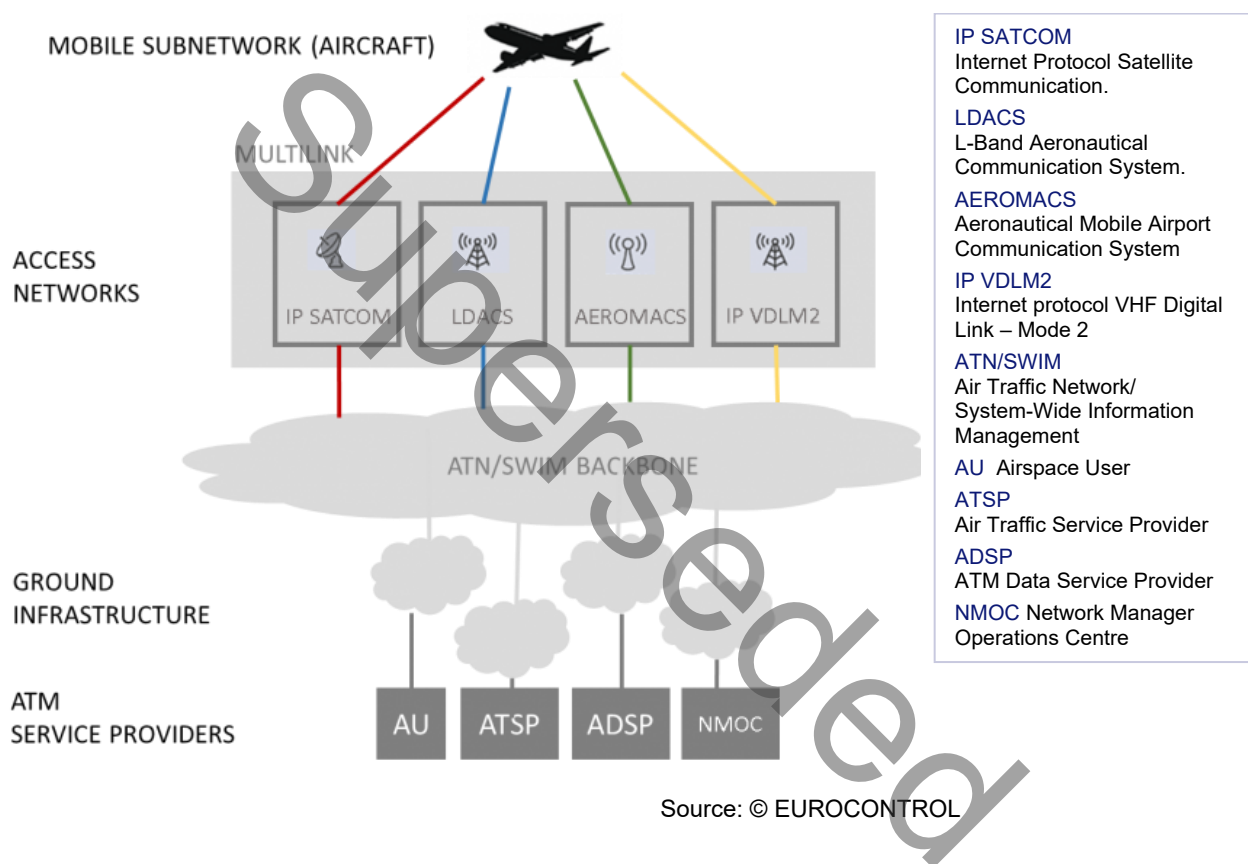 MOBILE SUBNETWORK (AIRCRAFT)
MULTILINK
ACCESS
NETWORKS
IP SATCOM
LDACS
AEROMACS
IP VDLM2
ATN/SWIM BACKBONE
GROUND
INFRASTRUCTURE
ATM
SERVICE PROVIDERS
AU
ATSP
ADSP
NMOC
Source: © EUROCONTROL
Superseded
IP SATCOM
Internet Protocol Satellite
Communication.
LDACS
L-Band Aeronautical
Communication System.
AEROMACS
Aeronautical Mobile Airport
Communication System
IP VDLM2
Internet protocol VHF Digital
Link – Mode 2
ATN/SWIM
Air Traffic Network/
System-Wide Information
Management
AU Airspace User
ATSP
Air Traffic Service Provider
ADSP
ATM Data Service Provider
NMOC Network Manager
Operations Centre